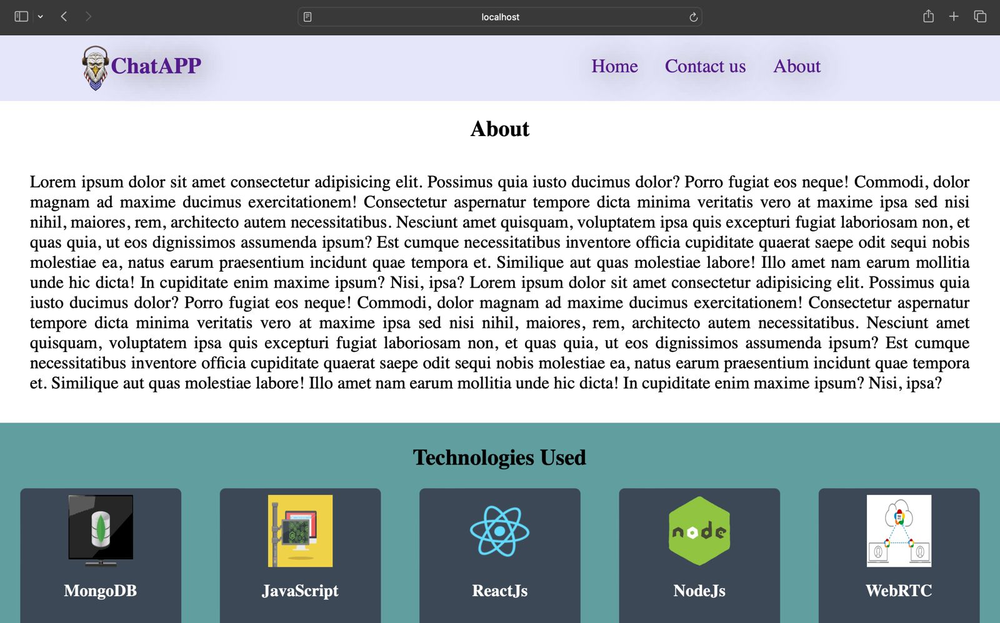 localhost
ChatAPP
Home Contact us About
About
Lorem ipsum dolor sit amet consectetur adipisicing elit. Possimus quia iusto ducimus dolor? Porro fugiat eos neque! Commodi, dolor
magnam ad maxime ducimus exercitationem! Consectetur aspernatur tempore dicta minima veritatis vero at maxime ipsa sed nisi
nihil, maiores, rem, architecto autem necessitatibus. Nesciunt amet quisquam, voluptatem ipsa quis excepturi fugiat laboriosam non, et
quas quia, ut eos dignissimos assumenda ipsum? Est cumque necessitatibus inventore officia cupiditate quaerat saepe odit sequi nobis
molestiae ea, natus earum praesentium incidunt quae tempora et. Similique aut quas molestiae labore! Illo amet nam earum mollitia
unde hic dicta! In cupiditate enim maxime ipsum? Nisi, ipsa? Lorem ipsum dolor sit amet consectetur adipisicing elit. Possimus quia
iusto ducimus dolor? Porro fugiat eos neque! Commodi, dolor magnam ad maxime ducimus exercitationem! Consectetur aspernatur
tempore dicta minima veritatis vero at maxime ipsa sed nisi nihil, maiores, rem, architecto autem necessitatibus. Nesciunt amet
quisquam, voluptatem ipsa quis excepturi fugiat laboriosam non, et quas quia, ut eos dignissimos assumenda ipsum? Est cumque
necessitatibus inventore officia cupiditate quaerat saepe odit sequi nobis molestiae ea, natus earum praesentium incidunt quae tempora
et. Similique aut quas molestiae labore! Illo amet nam earum mollitia unde hic dicta! In cupiditate enim maxime ipsum? Nisi, ipsa?
Technologies Used
node
MongoDB
JavaScript
ReactJs
NodeJs
WebRTC